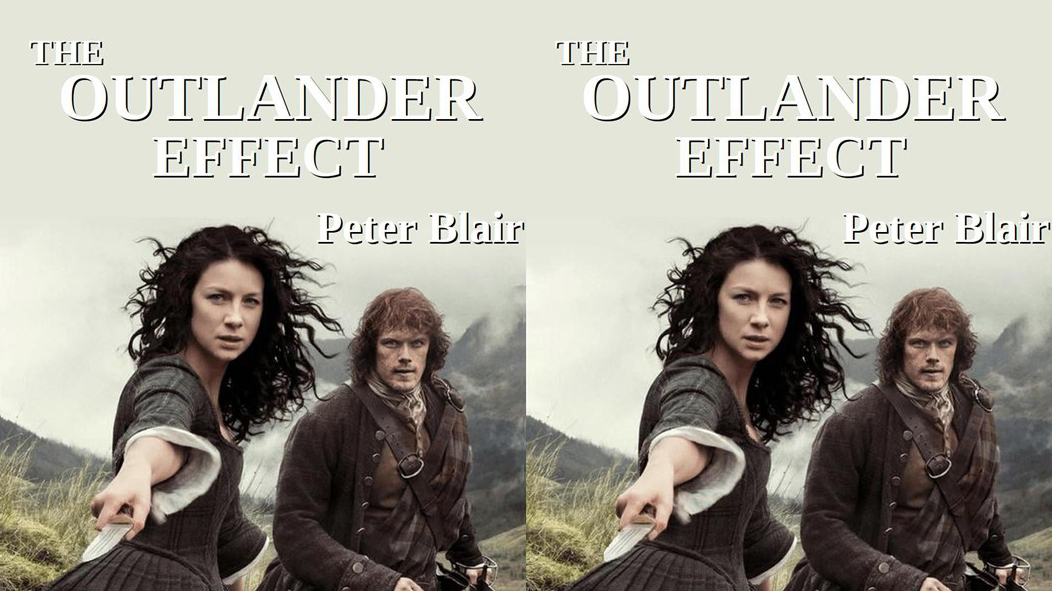 THE
OUTLANDER
EFFECT
Peter Blair
THE
OUTLANDER
EFFECT
Peter Blair